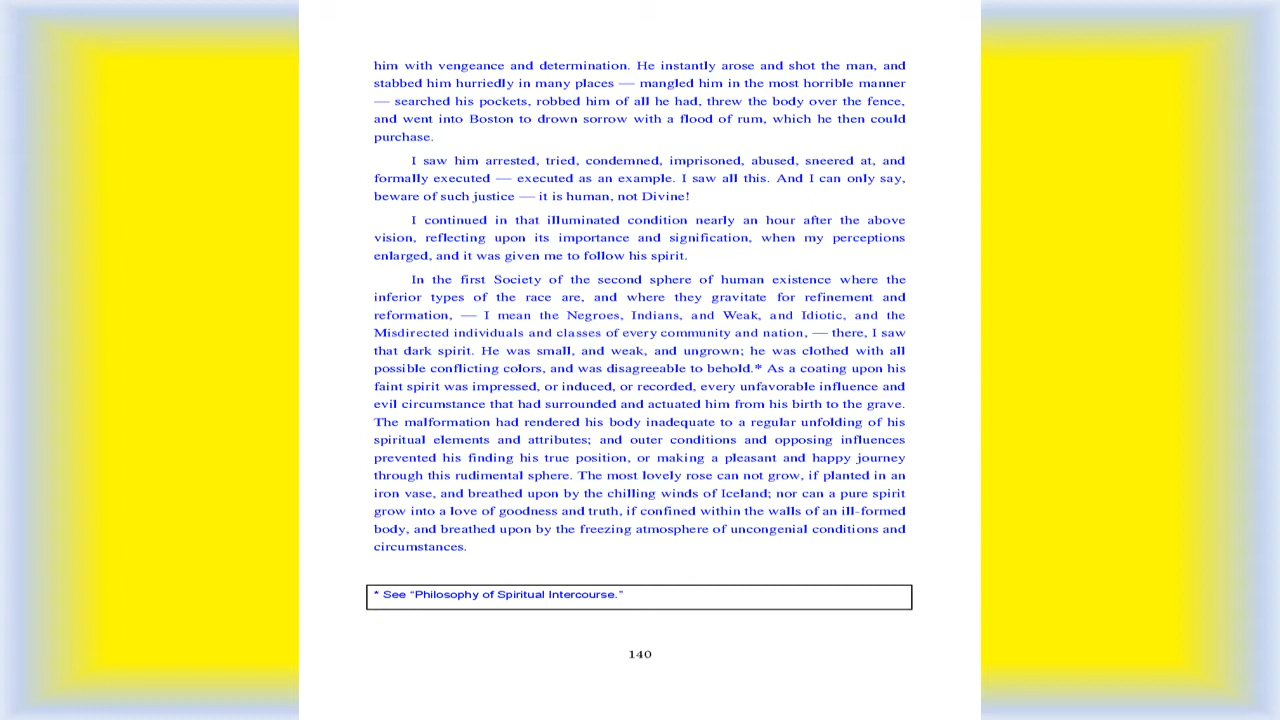 him with vengeance and determination. He instantly arose and shot the man, and
stabbed him hurriedly in many places — mangled him in the most horrible manner
— searched his pockets, robbed him of all he had, threw the body over the fence,
and went into Boston to drown sorrow with a flood of rum, which he then could
purchase.
I saw him arrested, tried, condemned, imprisoned, abused, sneered at, and
formally executed — executed as an example. I saw all this. And I can only say,
beware of such justice — it is human, not Divine!
I continued in that illuminated condition nearly an hour after the above
vision, reflecting upon its importance and signification, when my perceptions
enlarged, and it was given me to follow his spirit.
In the first Society of the second sphere of human existence where the
inferior types of the race are, and where they gravitate for refinement and
reformation, — I mean the Negroes, Indians, and Weak, and Idiotic, and the
Misdirected individuals and classes of every community and nation, — there, I saw
that dark spirit. He was small, and weak, and ungrown; he was clothed with all
possible conflicting colors, and was disagreeable to behold.* As a coating upon his
faint spirit was impressed, or induced, or recorded, every unfavorable influence and
evil circumstance that had surrounded and actuated him from his birth to the grave.
The malformation had rendered his body inadequate to a regular unfolding of his
spiritual elements and attributes; and outer conditions and opposing influences
prevented his finding his true position, or making a pleasant and happy journey
through this rudimental sphere. The most lovely rose can not grow, if planted in an
iron vase, and breathed upon by the chilling winds of Iceland; nor can a pure spirit
grow into a love of goodness and truth, if confined within the walls of an ill-formed
body, and breathed upon by the freezing atmosphere of uncongenial conditions and
circumstances.
* See “Philosophy of Spiritual Intercourse.”
140